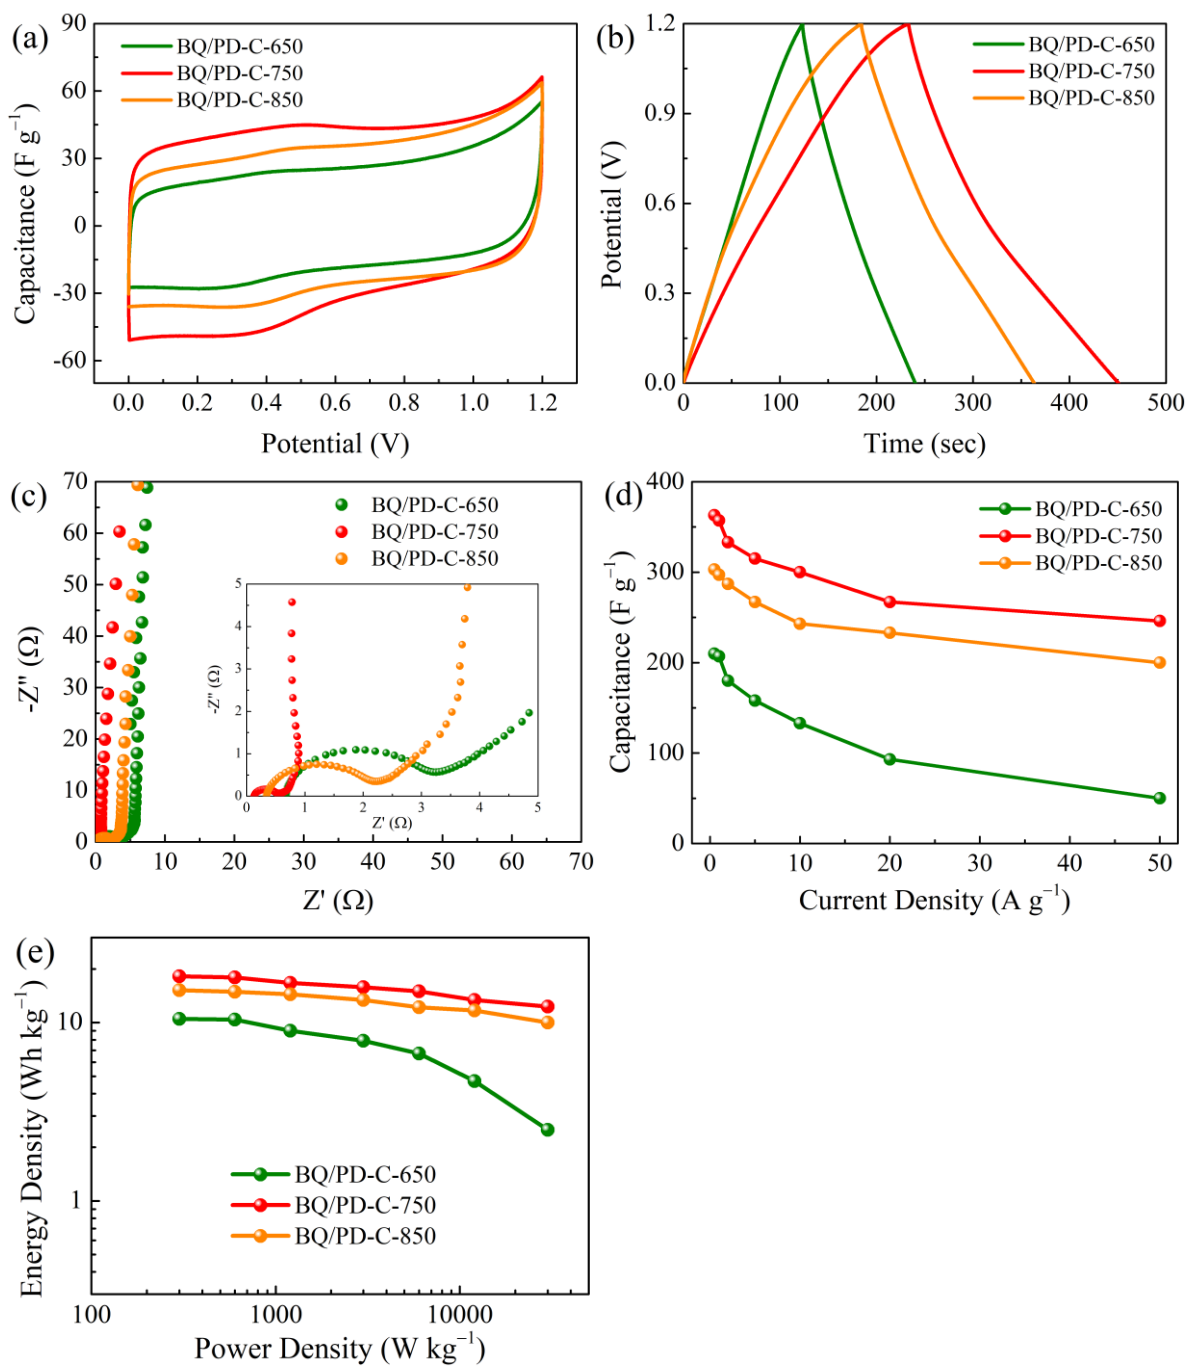 (a)
BQ/PD-C-650
BQ/PD-C-750
BQ/PD-C-850
90
60
30
0
-30
-60
Capacitance (F g⁻¹)
0.0 0.2 0.4 0.6 0.8 1.0 1.2
Potential (V)
(b)
BQ/PD-C-650
BQ/PD-C-750
BQ/PD-C-850
1.2
0.9
0.6
0.3
0.0
Potential (V)
0 100 200 300 400 500
Time (sec)
(c)
BQ/PD-C-650
BQ/PD-C-750
BQ/PD-C-850
70
60
50
40
30
20
10
0
-Z" (Ω)
0 10 20 30 40 50 60 70
Z' (Ω)
5
4
3
2
1
0
-Z" (Ω)
0 1 2 3 4 5
Z' (Ω)
(d)
BQ/PD-C-650
BQ/PD-C-750
BQ/PD-C-850
400
300
200
100
0
Capacitance (F g⁻¹)
0 10 20 30 40 50
Current Density (A g⁻¹)
(e)
10
1
Energy Density (Wh kg⁻¹)
BQ/PD-C-650
BQ/PD-C-750
BQ/PD-C-850
100 1000 10000
Power Density (W kg⁻¹)